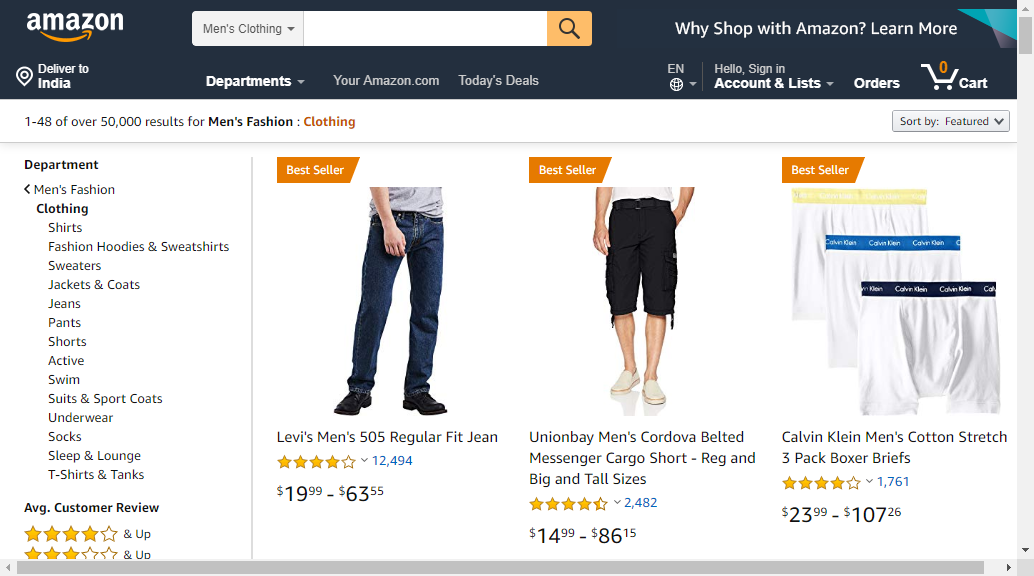 amazon
Men's Clothing
Why Shop with Amazon? Learn More
Deliver to
India
Departments
Your Amazon.com
Today's Deals
EN
Hello, Sign in
Account & Lists
Orders
0
Cart
1-48 of over 50,000 results for Men's Fashion : Clothing
Sort by: Featured
Department
Men's Fashion
Clothing
Shirts
Fashion Hoodies & Sweatshirts
Sweaters
Jackets & Coats
Jeans
Pants
Shorts
Active
Swim
Suits & Sport Coats
Underwear
Socks
Sleep & Lounge
T-Shirts & Tanks
Avg. Customer Review
& Up
& Up
Best Seller
Levi's Men's 505 Regular Fit Jean
12,494
$19 99 - $63 55
Best Seller
Unionbay Men's Cordova Belted
Messenger Cargo Short - Reg and
Big and Tall Sizes
2,482
$14 99 - $86 15
Best Seller
Calvin Klein Calvin Klein Calvin Klein
Calvin Klein Calvin Klein
Calvin Klein Men's Cotton Stretch
3 Pack Boxer Briefs
1,761
$23 99 - $107 26